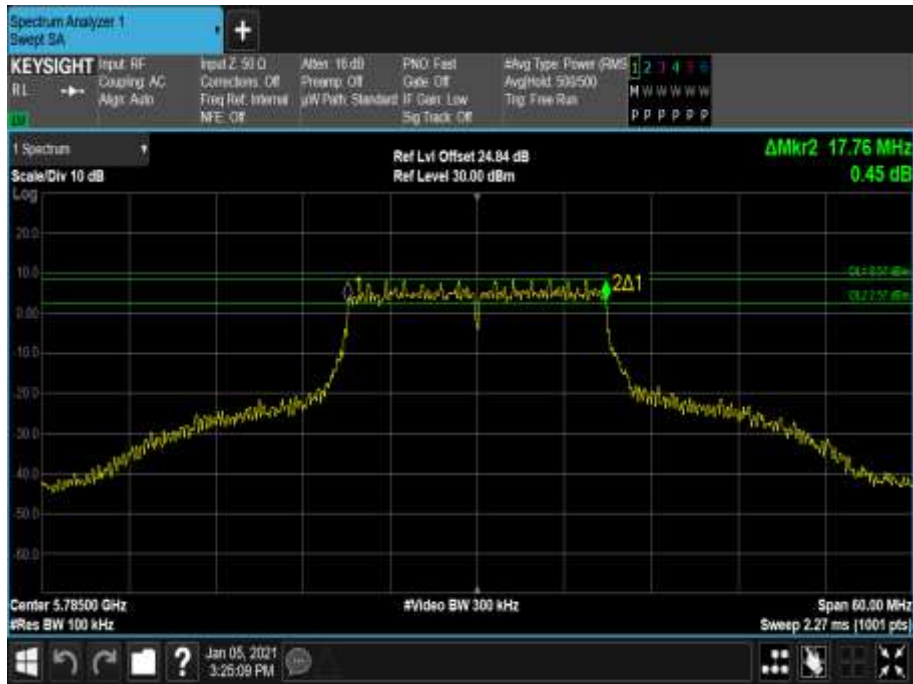 Spectrum Analyzer 1
Swept SA
+
KEYSIGHT
RL
Input: RF
Coupling: AC
Align: Auto
Input Z: 50 Ω
Corrections: Off
Freq Ref: Internal
NFE: Off
Atten: 16 dB
Preamp: Off
µW Path: Standard
PNO: Fast
Gate: Off
IF Gain: Low
Sig Track: Off
#Avg Type: Power (RMS
Avg|Hold: 500/500
Trig: Free Run
1 2 3 4 5 6
M W W W W W
P P P P P P
1 Spectrum
Scale/Div 10 dB
Log
Ref Lvl Offset 24.84 dB
Ref Level 30.00 dBm
ΔMkr2 17.76 MHz
0.45 dB
20.0
10.0
0.00
-10.0
-20.0
-30.0
-40.0
-50.0
-60.0
2Δ1
Center 5.78500 GHz
#Res BW 100 kHz
#Video BW 300 kHz
Span 60.00 MHz
Sweep 2.27 ms (1001 pts)
?
Jan 05, 2021
3:25:09 PM